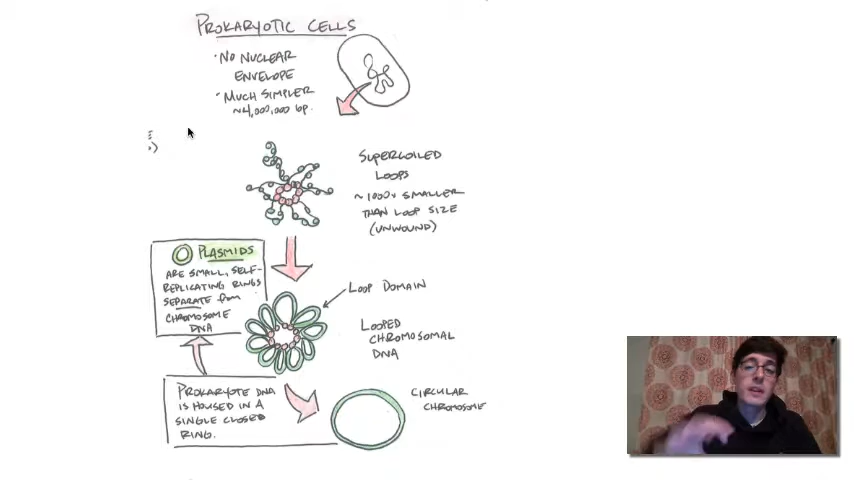 PROKARYOTIC CELLS
· NO NUCLEAR
ENVELOPE
· MUCH SIMPLER
~4,000,000 bp.
SUPERCOILED
LOOPS
~1000x SMALLER
THAN LOOP SIZE
(UNWOUND)
PLASMIDS
ARE SMALL, SELF-
REPLICATING RINGS
SEPARATE from
CHROMOSOME
DNA
LOOP DOMAIN
LOOPED
CHROMOSOMAL
DNA
PROKARYOTE DNA
IS HOUSED IN A
SINGLE CLOSED
RING.
CIRCULAR
CHROMOSOME